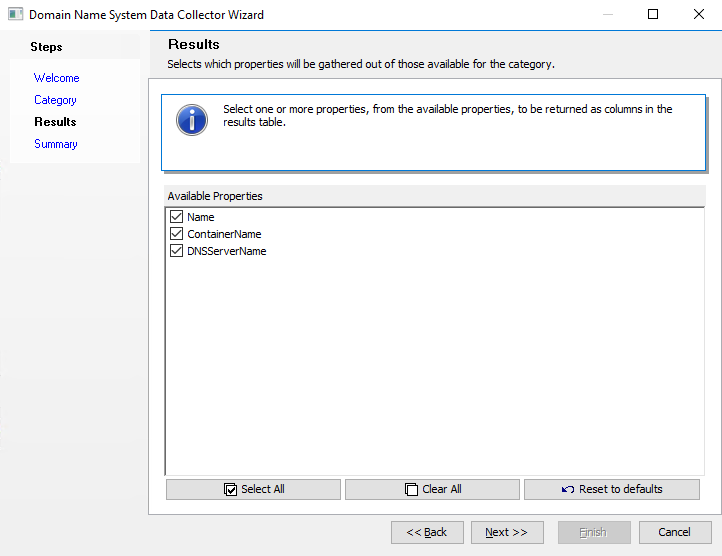 Domain Name System Data Collector Wizard
Steps
Welcome
Category
Results
Summary
Results
Selects which properties will be gathered out of those available for the category.
Select one or more properties, from the available properties, to be returned as columns in the
results table.
Available Properties
Name
ContainerName
DNSServerName
Select All
Clear All
Reset to defaults
<< Back
Next >>
Finish
Cancel